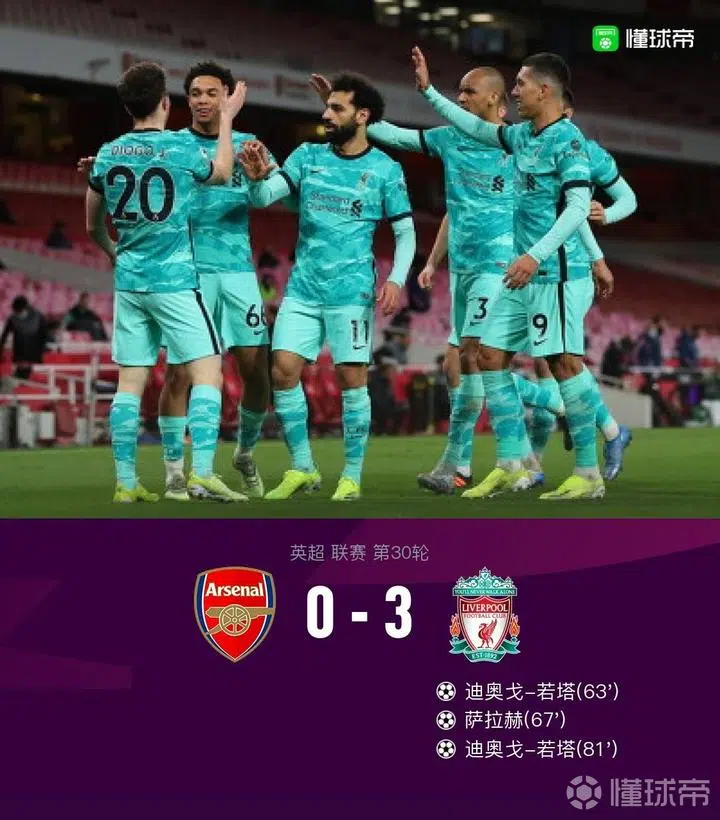 懂球帝
DIOGO J.
20
Standard
Chartered
66
11
3
9
英超 联赛 第30轮
Arsenal
0 - 3
YOU'LL NEVER WALK ALONE
LIVERPOOL
FOOTBALL CLUB
EST·1892
迪奥戈-若塔(63')
萨拉赫(67')
迪奥戈-若塔(81')
懂球帝